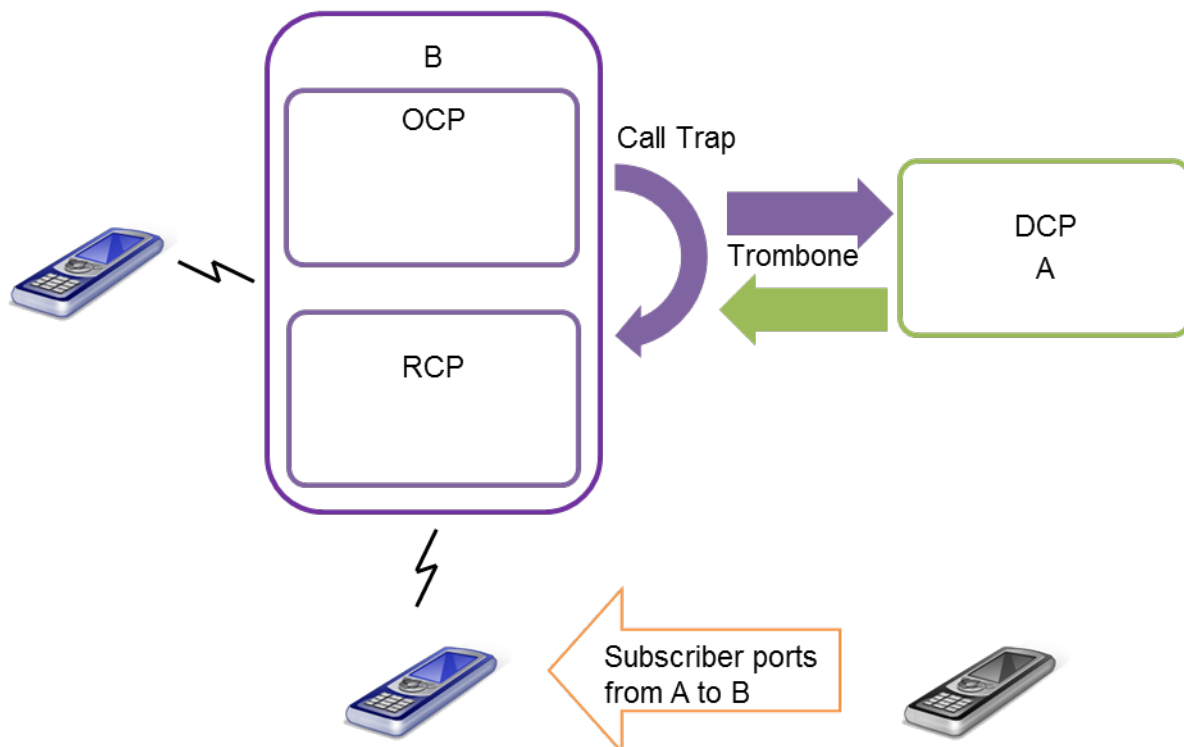 B
OCP
Call Trap
Trombone
DCP
A
RCP
Subscriber ports
from A to B